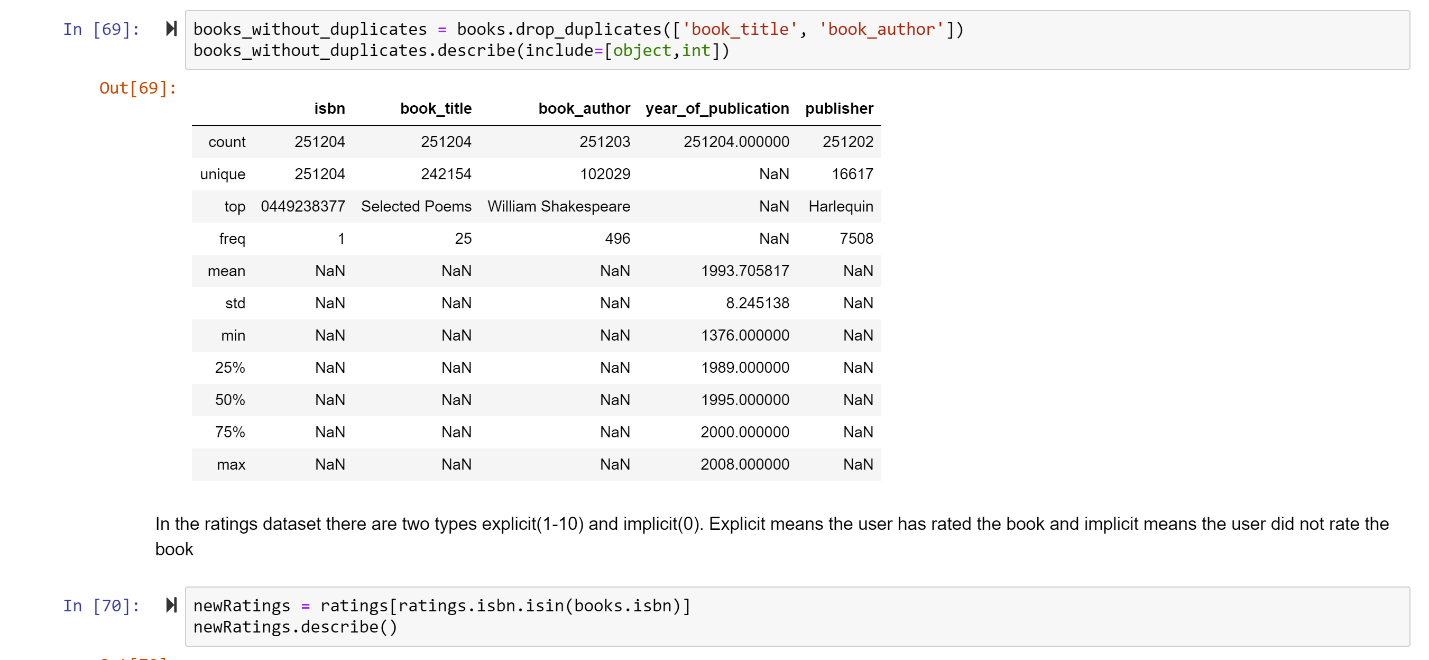 In [69]: books_without_duplicates = books.drop_duplicates(['book_title', 'book_author'])
books_without_duplicates.describe(include=[object,int])
Out[69]:
isbn book_title book_author year_of_publication publisher
count 251204 251204 251203 251204.000000 251202
unique 251204 242154 102029 NaN 16617
top 0449238377 Selected Poems William Shakespeare NaN Harlequin
freq 1 25 496 NaN 7508
mean NaN NaN NaN 1993.705817 NaN
std NaN NaN NaN 8.245138 NaN
min NaN NaN NaN 1376.000000 NaN
25% NaN NaN NaN 1989.000000 NaN
50% NaN NaN NaN 1995.000000 NaN
75% NaN NaN NaN 2000.000000 NaN
max NaN NaN NaN 2008.000000 NaN
In the ratings dataset there are two types explicit(1-10) and implicit(0). Explicit means the user has rated the book and implicit means the user did not rate the
book
In [70]: newRatings = ratings[ratings.isbn.isin(books.isbn)]
newRatings.describe()